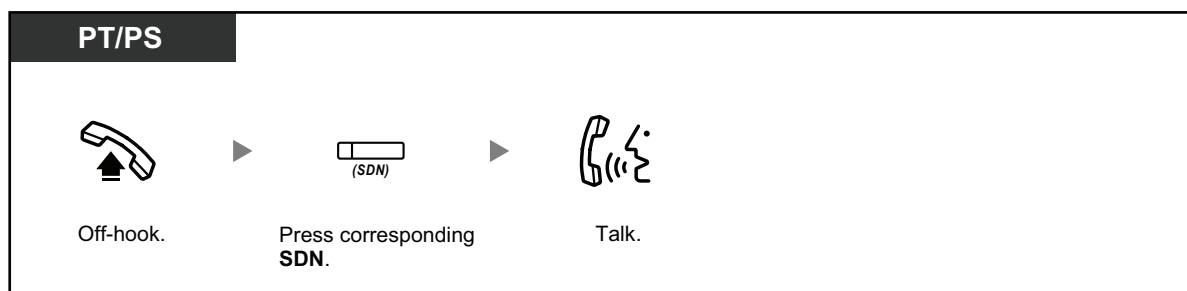 PT/PS
(SDN)
Off-hook.
Press corresponding
SDN.
Talk.